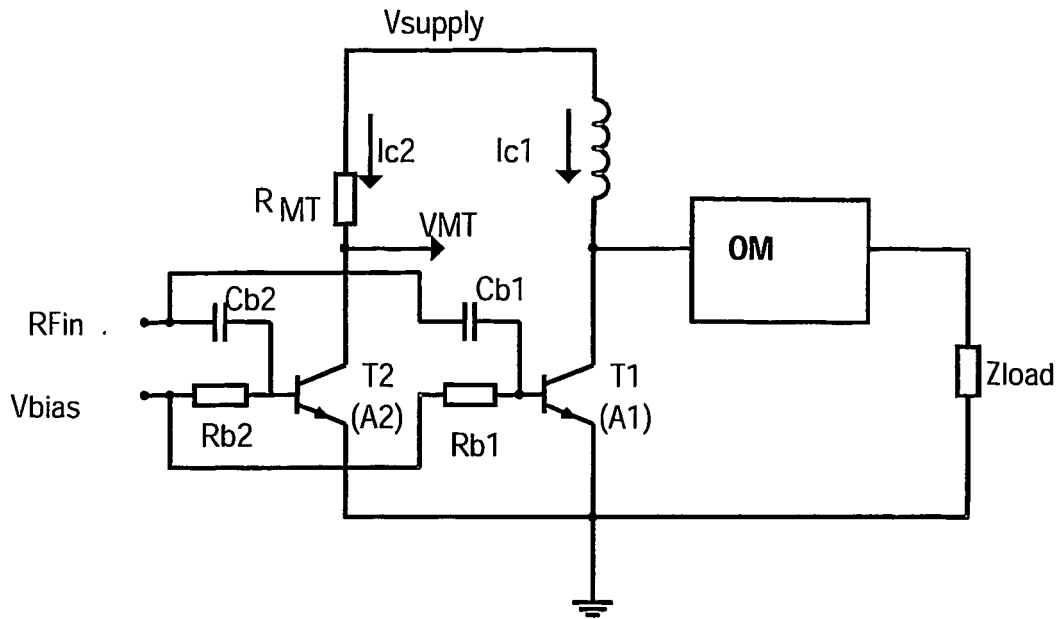 Vsupply
Ic2
Ic1
R MT
VMT
OM
Cb2
Cb1
RFin .
T2
T1
Zload
Vbias
(A2)
(A1)
Rb2
Rb1